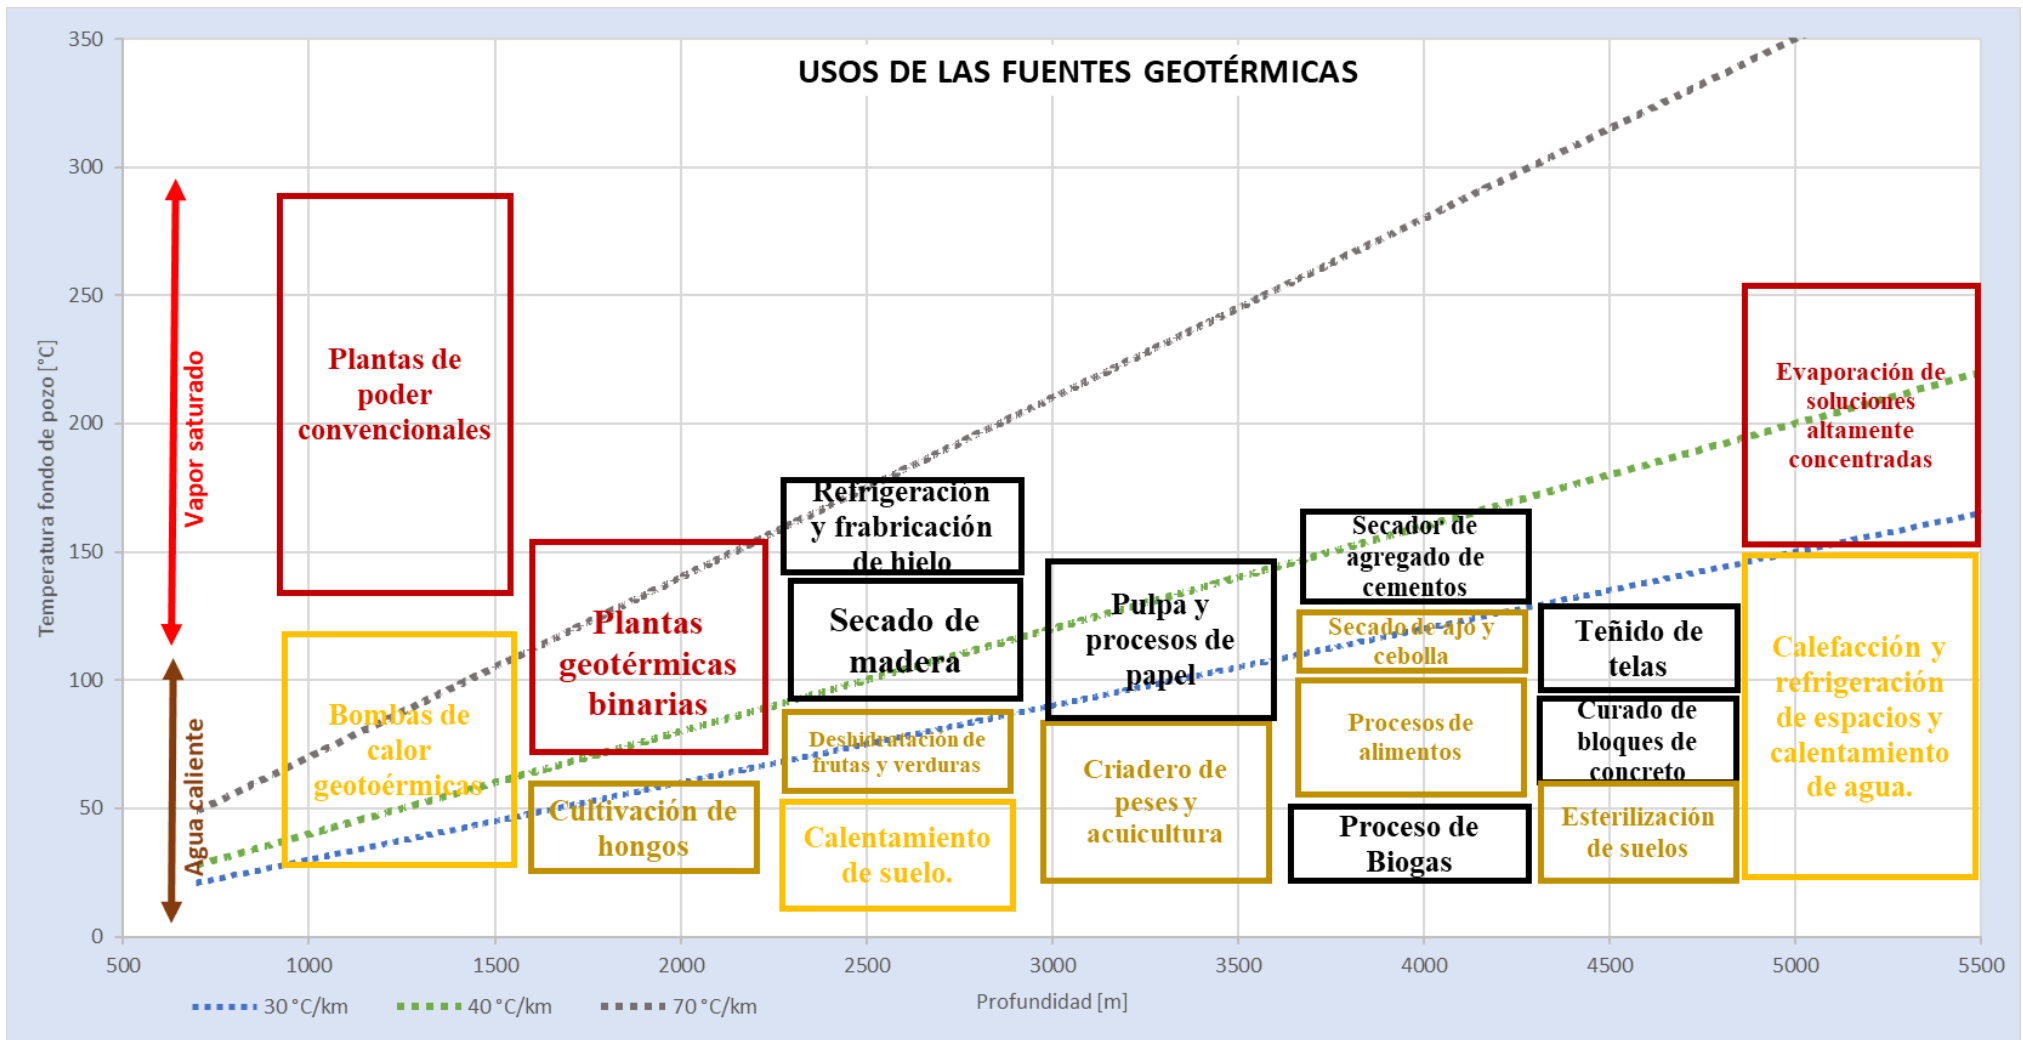 USOS DE LAS FUENTES GEOTÉRMICAS
350
300
250
200
150
100
50
0
Temperatura fondo de pozo [°C]
Vapor saturado
Agua caliente
Plantas de
poder
convencionales
Bombas de
calor
geotoérmicas
Plantas
geotérmicas
binarias
Cultivación de
hongos
Refrigeración
y frabricación
de hielo
Secado de
madera
Deshidratación de
frutas y verduras
Calentamiento
de suelo.
Pulpa y
procesos de
papel
Criadero de
peses y
acuicultura
Secador de
agregado de
cementos
Secado de ajo y
cebolla
Procesos de
alimentos
Proceso de
Biogas
Teñido de
telas
Curado de
bloques de
concreto
Esterilización
de suelos
Evaporación de
soluciones
altamente
concentradas
Calefacción y
refrigeración
de espacios y
calentamiento
de agua.
500 1000 1500 2000 2500 3000 3500 4000 4500 5000 5500
Profundidad [m]
30 °C/km 40 °C/km 70 °C/km